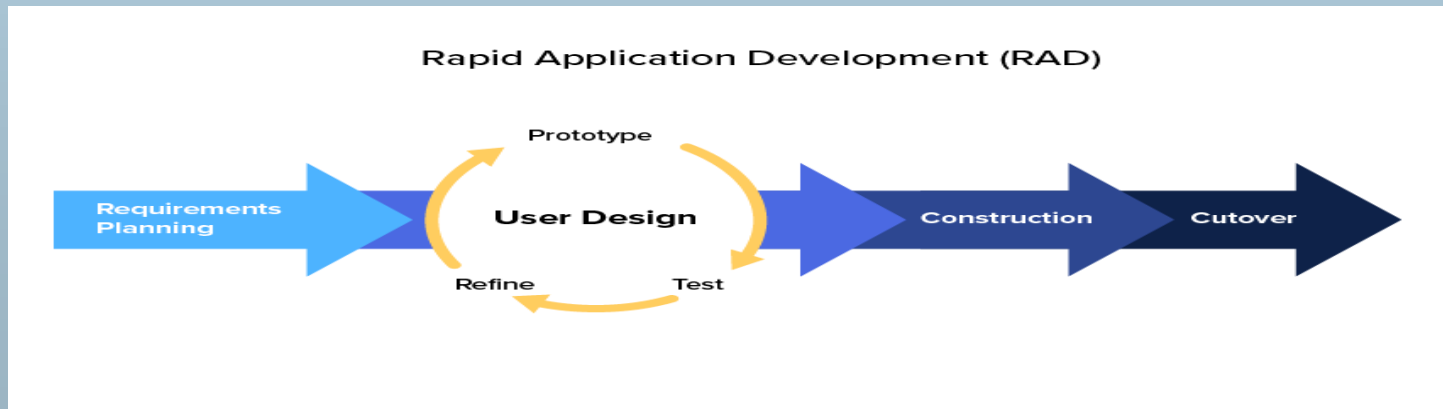 Rapid Application Development (RAD)
Prototype
Requirements
Planning
User Design
Construction
Cutover
Refine
Test